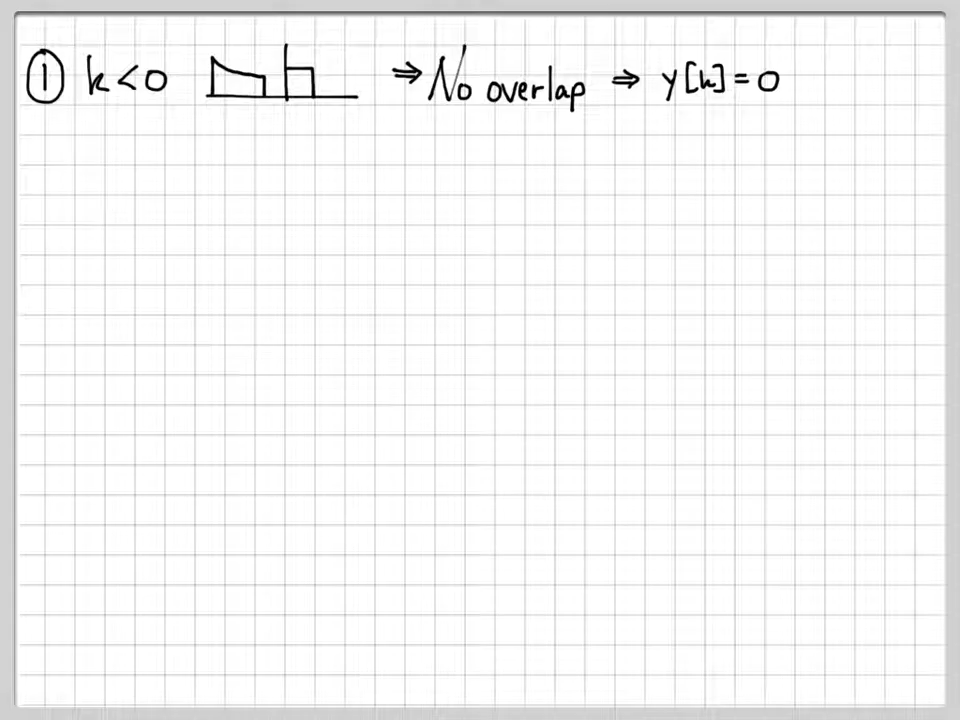 ① k < 0 ⇒ No overlap ⇒ y[k] = 0